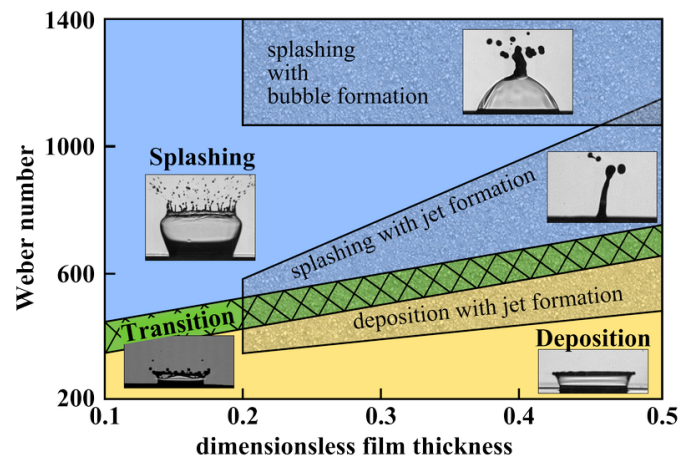 1400
splashing
with
bubble formation
1000
Splashing
splashing with jet formation
Weber number
600
Transition
deposition with jet formation
Deposition
200
0.1 0.2 0.3 0.4 0.5
dimensionless film thickness